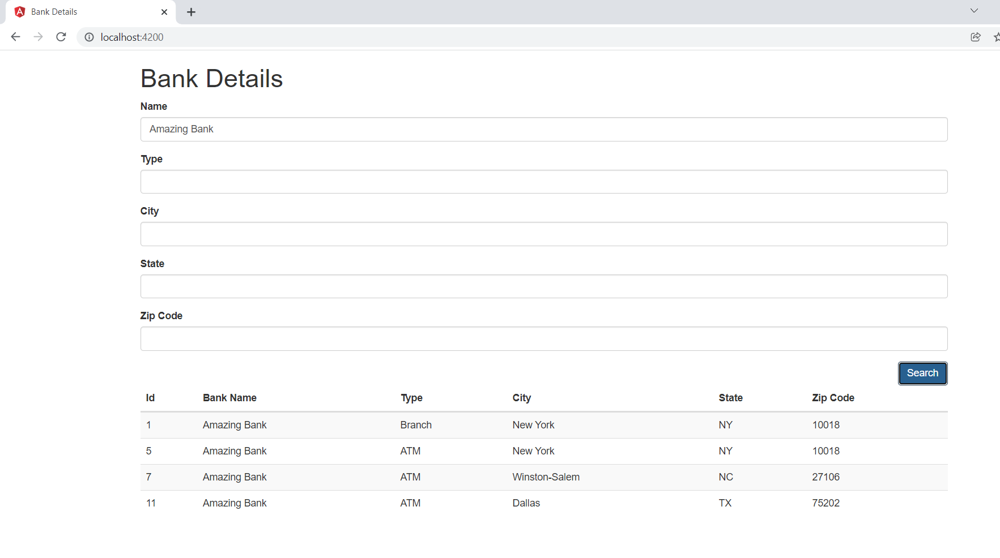 Bank Details
localhost:4200
Bank Details
Name
Amazing Bank
Type
City
State
Zip Code
Search
Id Bank Name Type City State Zip Code
1 Amazing Bank Branch New York NY 10018
5 Amazing Bank ATM New York NY 10018
7 Amazing Bank ATM Winston-Salem NC 27106
11 Amazing Bank ATM Dallas TX 75202